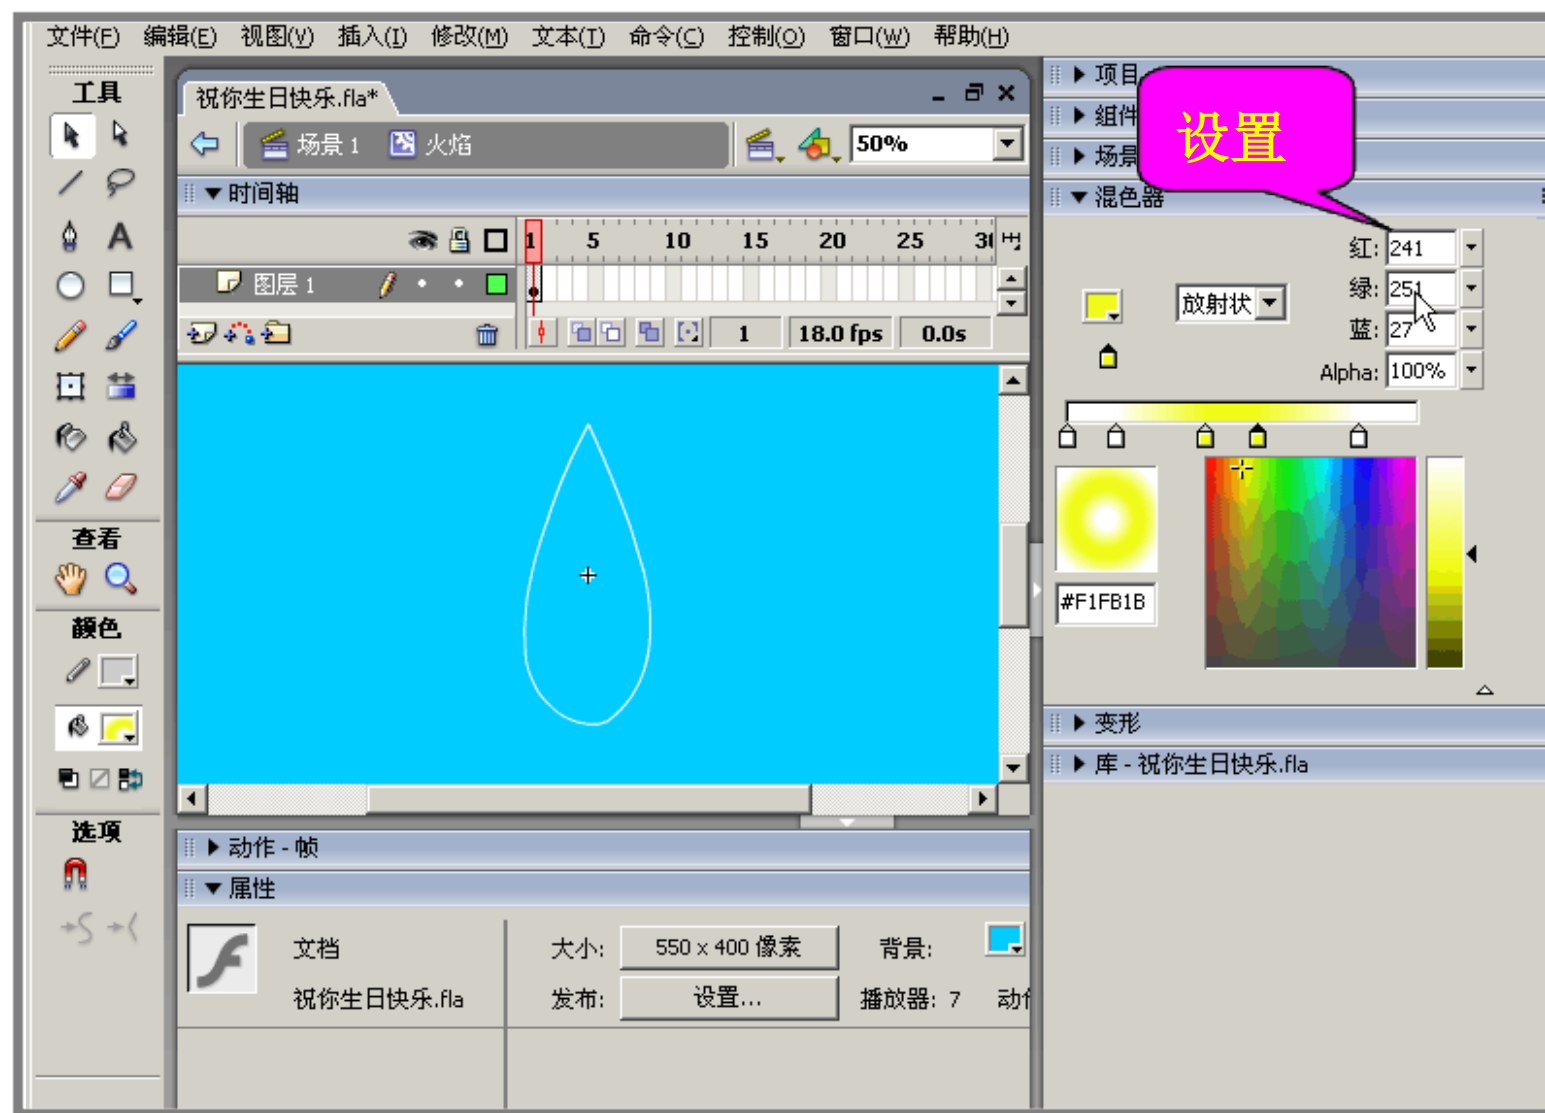 文件(F) 编辑(E) 视图(V) 插入(I) 修改(M) 文本(T) 命令(C) 控制(O) 窗口(W) 帮助(H)
工具
祝你生日快乐.fla*
场景 1 火焰 50%
时间轴
1 5 10 15 20 25
图层 1
1 18.0 fps 0.0s
查看
颜色
选项
动作 - 帧
属性
文档 大小: 550 x 400 像素 背景:
祝你生日快乐.fla 发布: 设置... 播放器: 7
项目
组件
场景
设置
混色器
红: 241
放射状 绿: 251
蓝: 27
Alpha: 100%
#F1FB1B
变形
库 - 祝你生日快乐.fla